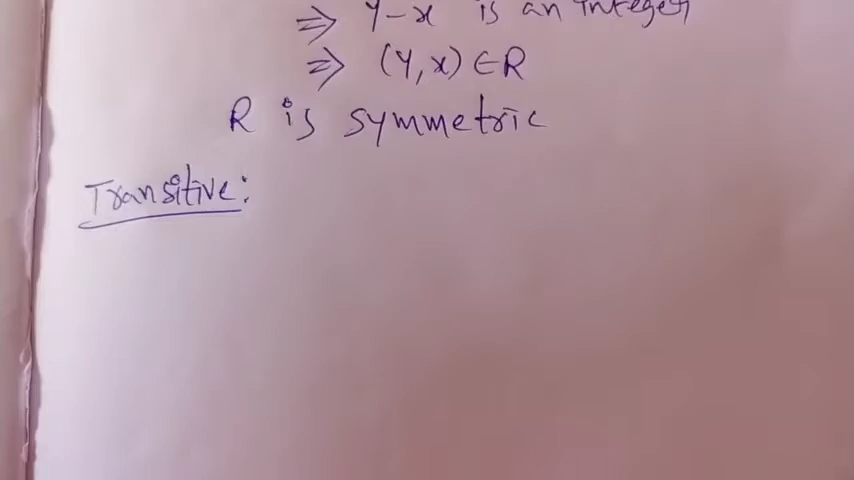 ⇒ y-x is an integer
⇒ (y,x) ∈ R
R is symmetric
Transitive: